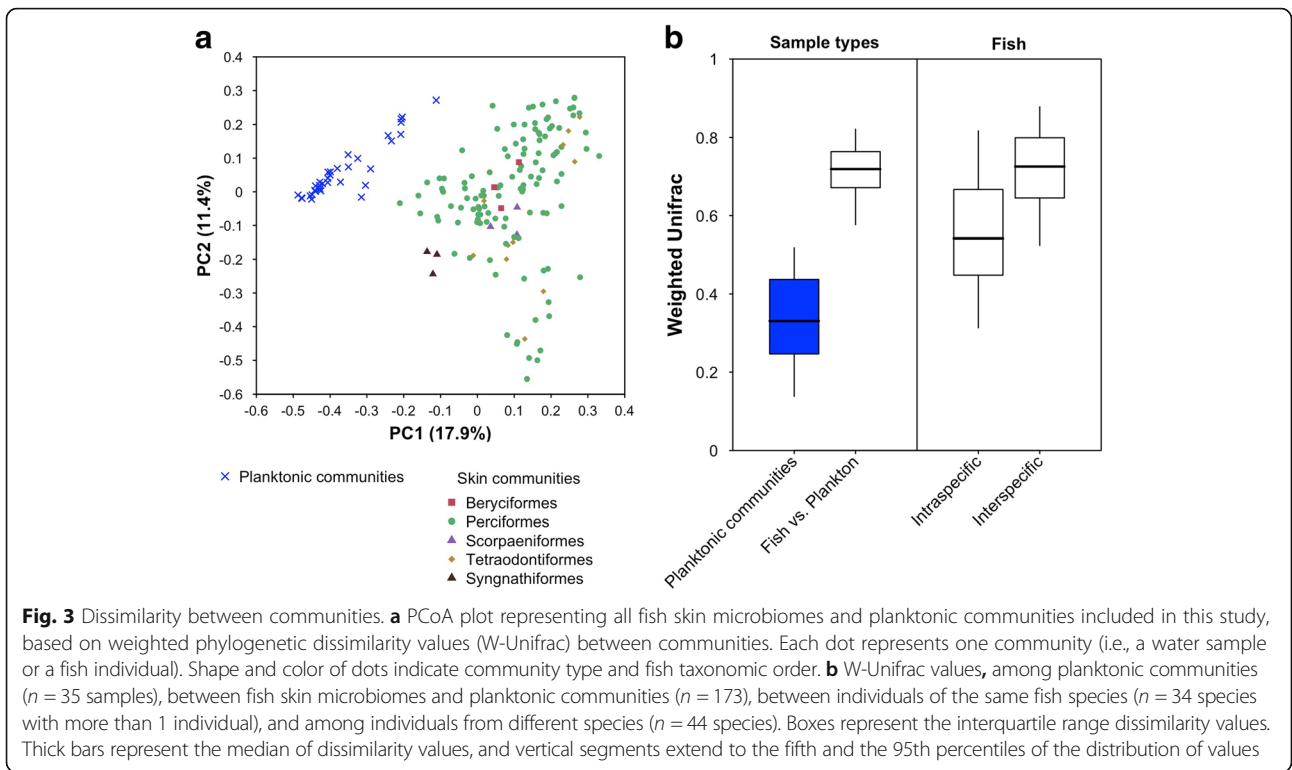 a
0.4
0.3
0.2
0.1
0
-0.1
-0.2
-0.3
-0.4
-0.5
-0.6
PC2 (11.4%)
-0.6 -0.5 -0.4 -0.3 -0.2 -0.1 0 0.1 0.2 0.3 0.4
PC1 (17.9%)
Planktonic communities
Skin communities
Beryciformes
Perciformes
Scorpaeniformes
Tetraodontiformes
Syngnathiformes
b
Sample types Fish
1
0.8
0.6
0.4
0.2
0
Weighted Unifrac
Planktonic communities
Fish vs. Plankton
Intraspecific
Interspecific
Fig. 3 Dissimilarity between communities. a PCoA plot representing all fish skin microbiomes and planktonic communities included in this study,
based on weighted phylogenetic dissimilarity values (W-Unifrac) between communities. Each dot represents one community (i.e., a water sample
or a fish individual). Shape and color of dots indicate community type and fish taxonomic order. b W-Unifrac values, among planktonic communities
(n = 35 samples), between fish skin microbiomes and planktonic communities (n = 173), between individuals of the same fish species (n = 34 species
with more than 1 individual), and among individuals from different species (n = 44 species). Boxes represent the interquartile range dissimilarity values.
Thick bars represent the median of dissimilarity values, and vertical segments extend to the fifth and the 95th percentiles of the distribution of values